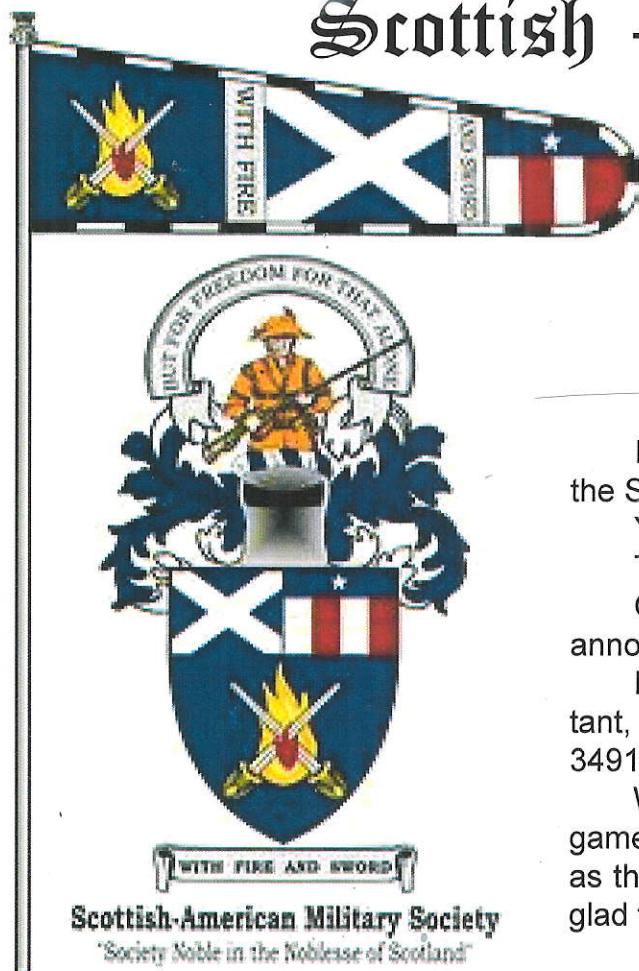 Scottish -
WITH FIRE
AND SWORD
BUT FOR FREEDOM FOR THAT ALONE
the S
anno
tant,
3491
game
as th
glad
WITH FIRE AND SWORD
Scottish-American Military Society
"Society Noble in the Noblesse of Scotland"